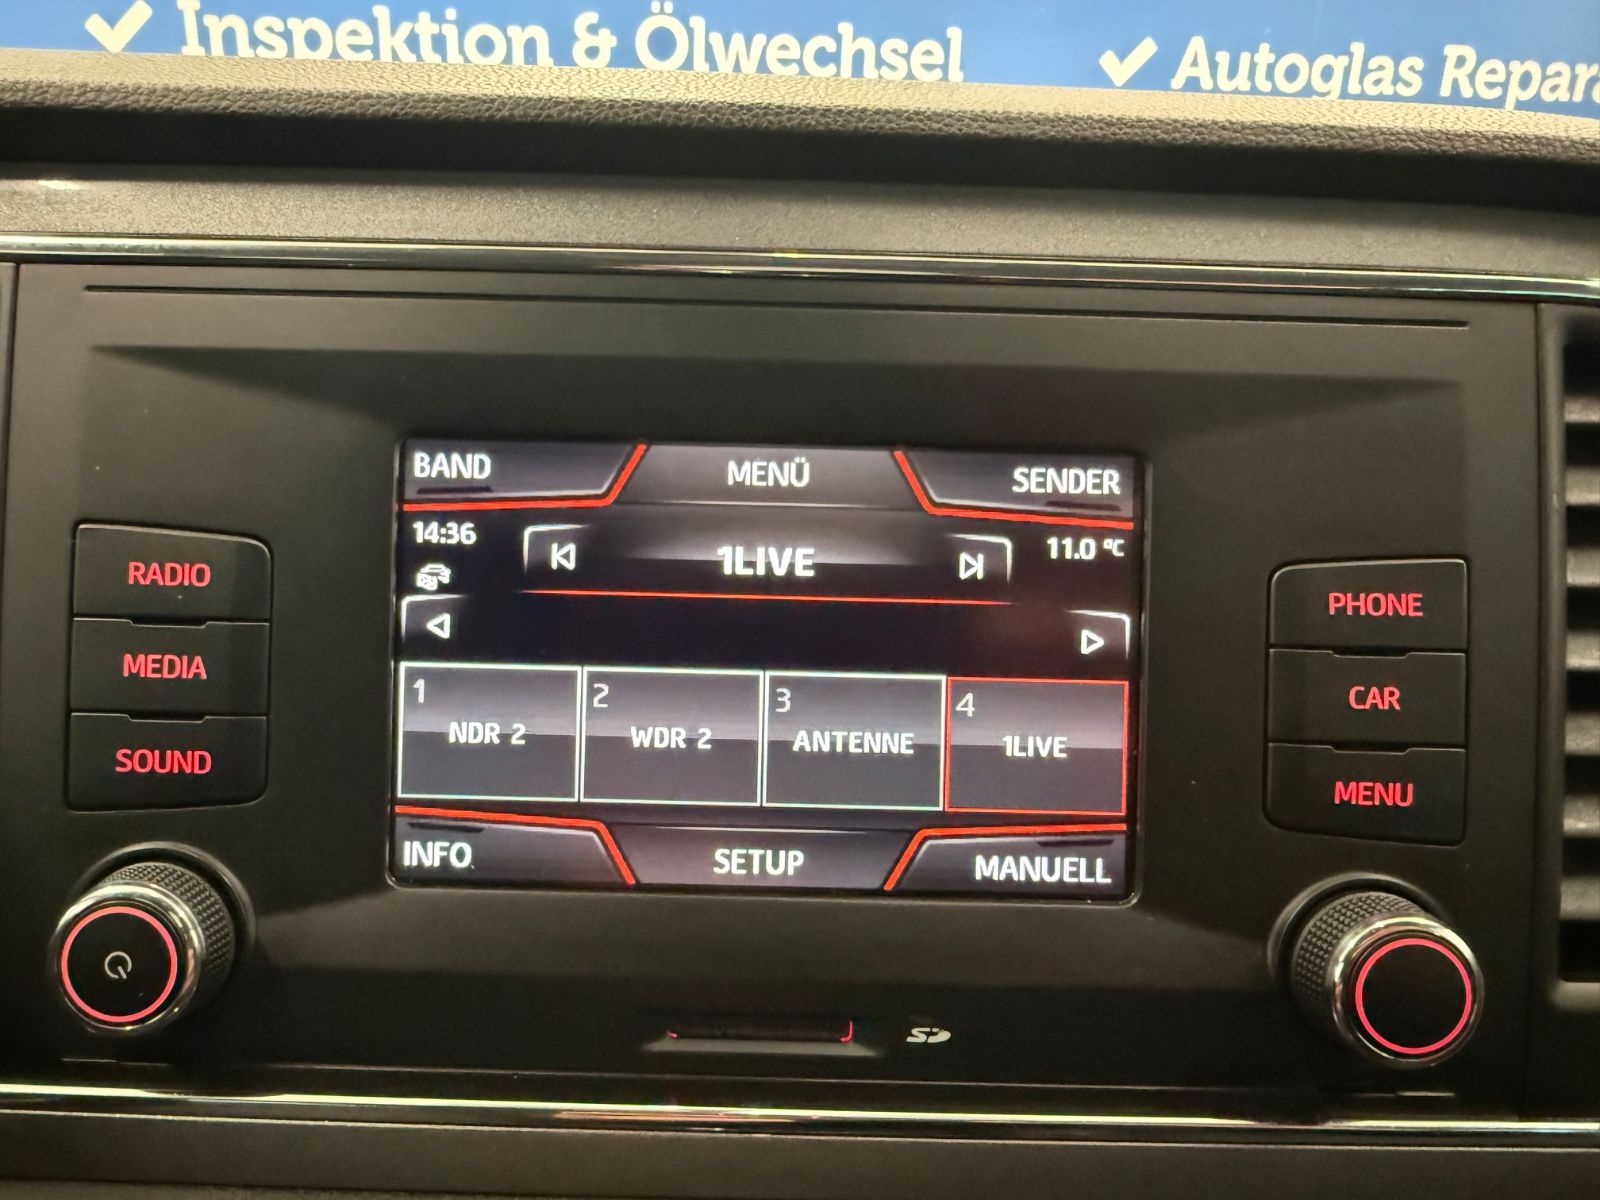 ✓ Inspektion & Ölwechsel
✓ Autoglas Repara
BAND MENÜ SENDER
14:36 1LIVE 11.0 °C
1 NDR 2
2 WDR 2
3 ANTENNE
4 1LIVE
INFO SETUP MANUELL
RADIO
MEDIA
SOUND
PHONE
CAR
MENU
SD